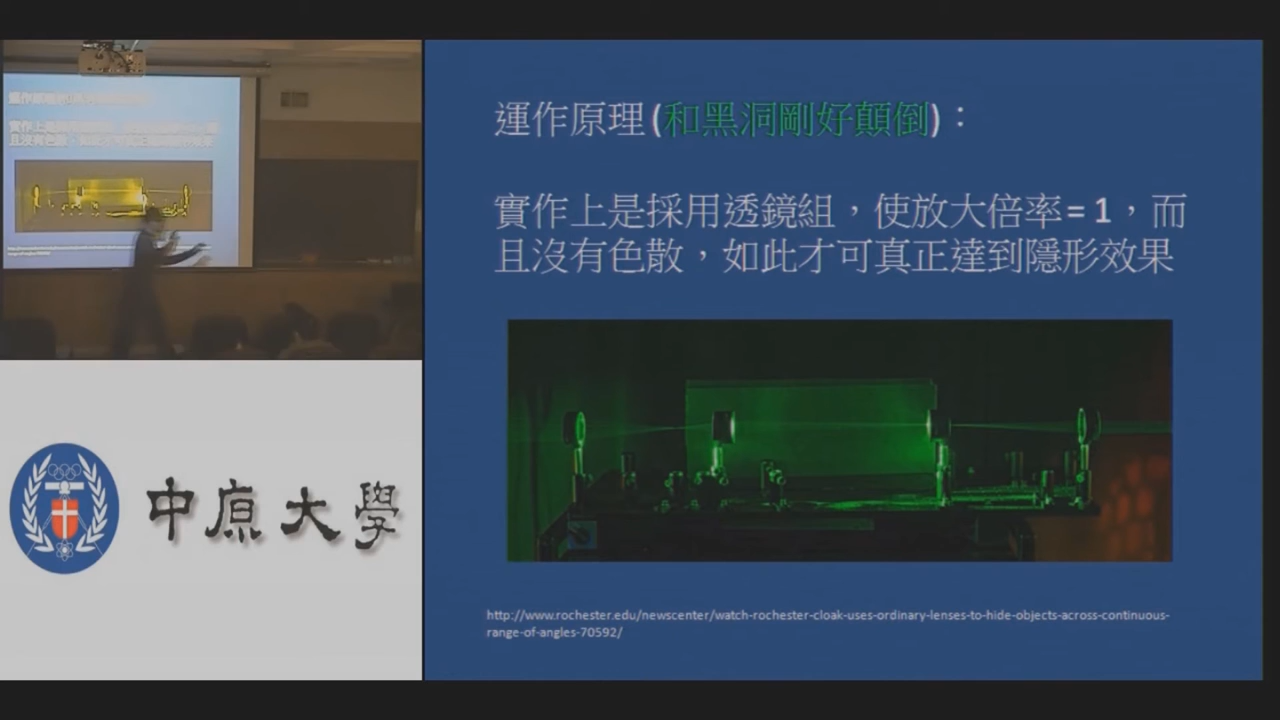 運作原理(和黑洞剛好顛倒)：
實作上是採用透鏡組，使放大倍率= 1，而
且沒有色散，如此才可真正達到隱形效果
http://www.rochester.edu/newscenter/watch-rochester-cloak-uses-ordinary-lenses-to-hide-objects-across-continuous-
range-of-angles-70592/
中原大學